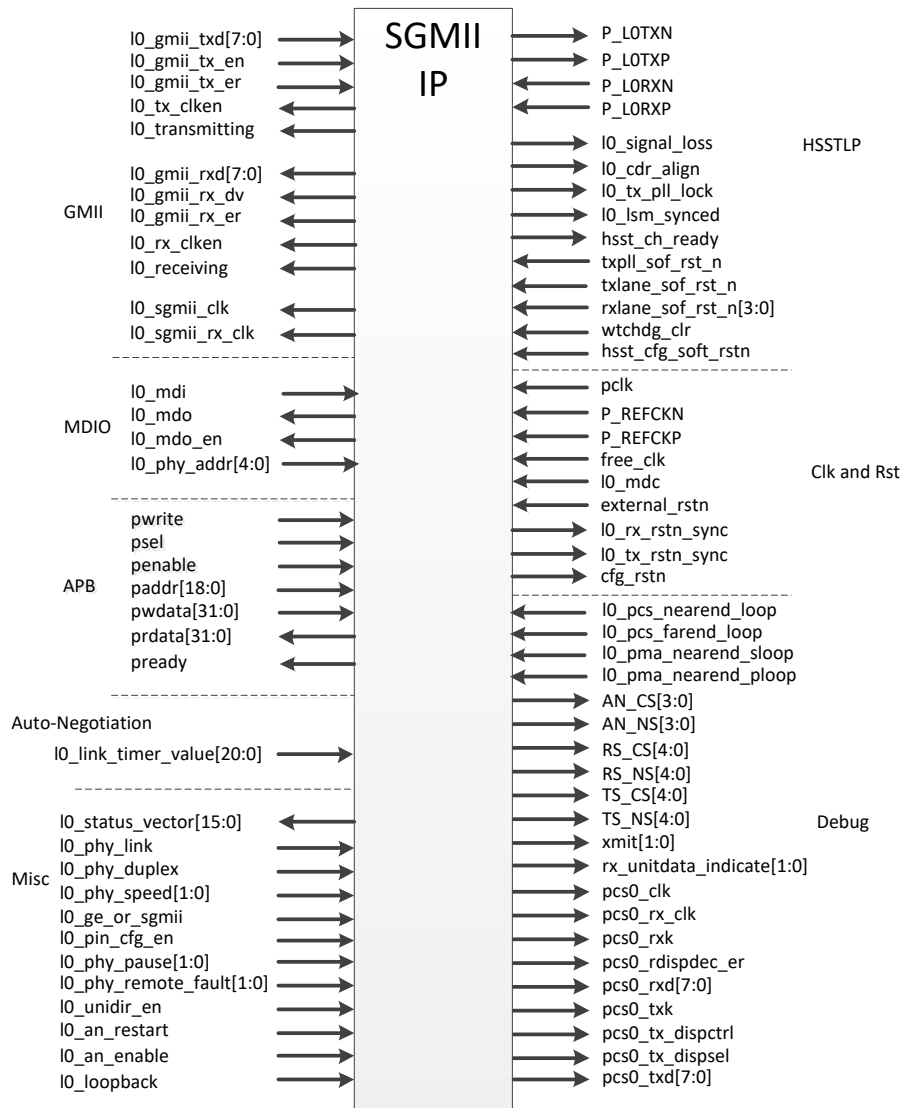 SGMII
IP
GMII
l0_gmii_txd[7:0]
l0_gmii_tx_en
l0_gmii_tx_er
l0_tx_clken
l0_transmitting
l0_gmii_rxd[7:0]
l0_gmii_rx_dv
l0_gmii_rx_er
l0_rx_clken
l0_receiving
l0_sgmii_clk
l0_sgmii_rx_clk
MDIO
l0_mdi
l0_mdo
l0_mdo_en
l0_phy_addr[4:0]
APB
pwrite
psel
penable
paddr[18:0]
pwdata[31:0]
prdata[31:0]
pready
Auto-Negotiation
l0_link_timer_value[20:0]
Misc
l0_status_vector[15:0]
l0_phy_link
l0_phy_duplex
l0_phy_speed[1:0]
l0_ge_or_sgmii
l0_pin_cfg_en
l0_phy_pause[1:0]
l0_phy_remote_fault[1:0]
l0_unidir_en
l0_an_restart
l0_an_enable
l0_loopback
P_L0TXN
P_L0TXP
P_L0RXN
P_L0RXP
HSSTLP
l0_signal_loss
l0_cdr_align
l0_tx_pll_lock
l0_lsm_synced
hsst_ch_ready
txpll_sof_rst_n
txlane_sof_rst_n
rxlane_sof_rst_n[3:0]
wtchdg_clr
hsst_cfg_soft_rstn
pclk
P_REFCKN
P_REFCKP
free_clk
Clk and Rst
l0_mdc
external_rstn
l0_rx_rstn_sync
l0_tx_rstn_sync
cfg_rstn
l0_pcs_nearend_loop
l0_pcs_farend_loop
l0_pma_nearend_sloop
l0_pma_nearend_ploop
AN_CS[3:0]
AN_NS[3:0]
RS_CS[4:0]
RS_NS[4:0]
TS_CS[4:0]
TS_NS[4:0]
Debug
xmit[1:0]
rx_unitdata_indicate[1:0]
pcs0_clk
pcs0_rx_clk
pcs0_rxk
pcs0_rdispdec_er
pcs0_rxd[7:0]
pcs0_txk
pcs0_tx_dispctrl
pcs0_tx_dispsel
pcs0_txd[7:0]